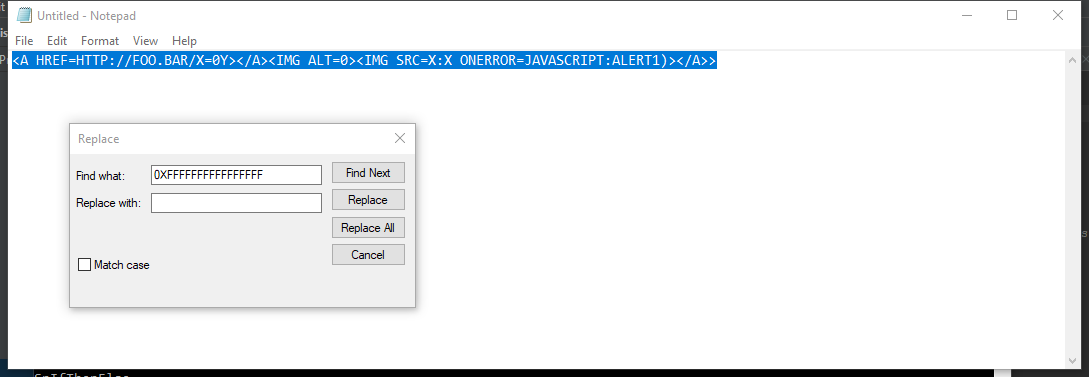 Untitled - Notepad
File Edit Format View Help
<A HREF=HTTP://FOO.BAR/X=0Y></A><IMG ALT=0><IMG SRC=X:X ONERROR=JAVASCRIPT:ALERT1)></A>>
Replace
Find what: 0XFFFFFFFFFFFFFFFF Find Next
Replace with: Replace
Replace All
Cancel
Match case